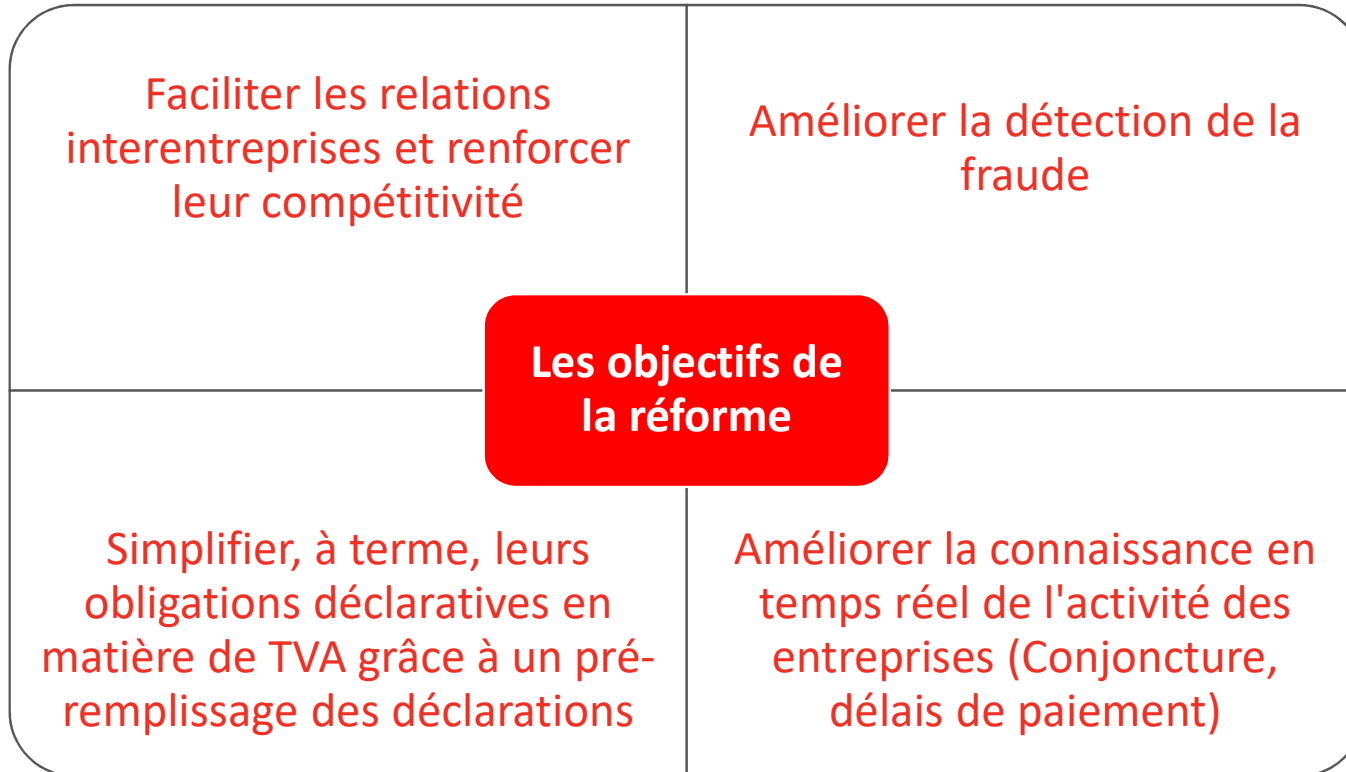 Faciliter les relations
interentreprises et renforcer
leur compétitivité
Améliorer la détection de la
fraude
Les objectifs de
la réforme
Simplifier, à terme, leurs
obligations déclaratives en
matière de TVA grâce à un pré-
remplissage des déclarations
Améliorer la connaissance en
temps réel de l'activité des
entreprises (Conjoncture,
délais de paiement)